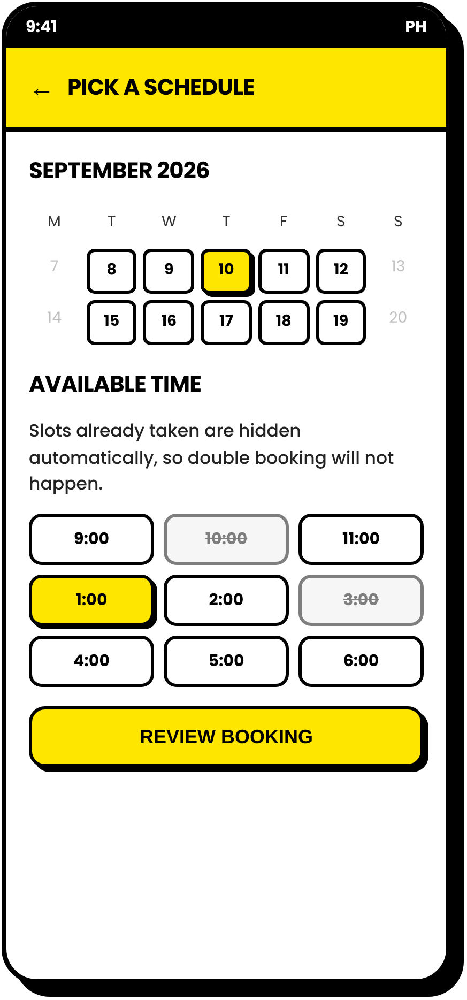 9:41 PH
← PICK A SCHEDULE
SEPTEMBER 2026
M T W T F S S
7 8 9 10 11 12 13
14 15 16 17 18 19 20
AVAILABLE TIME
Slots already taken are hidden
automatically, so double booking will not
happen.
9:00 10:00 11:00
1:00 2:00 3:00
4:00 5:00 6:00
REVIEW BOOKING